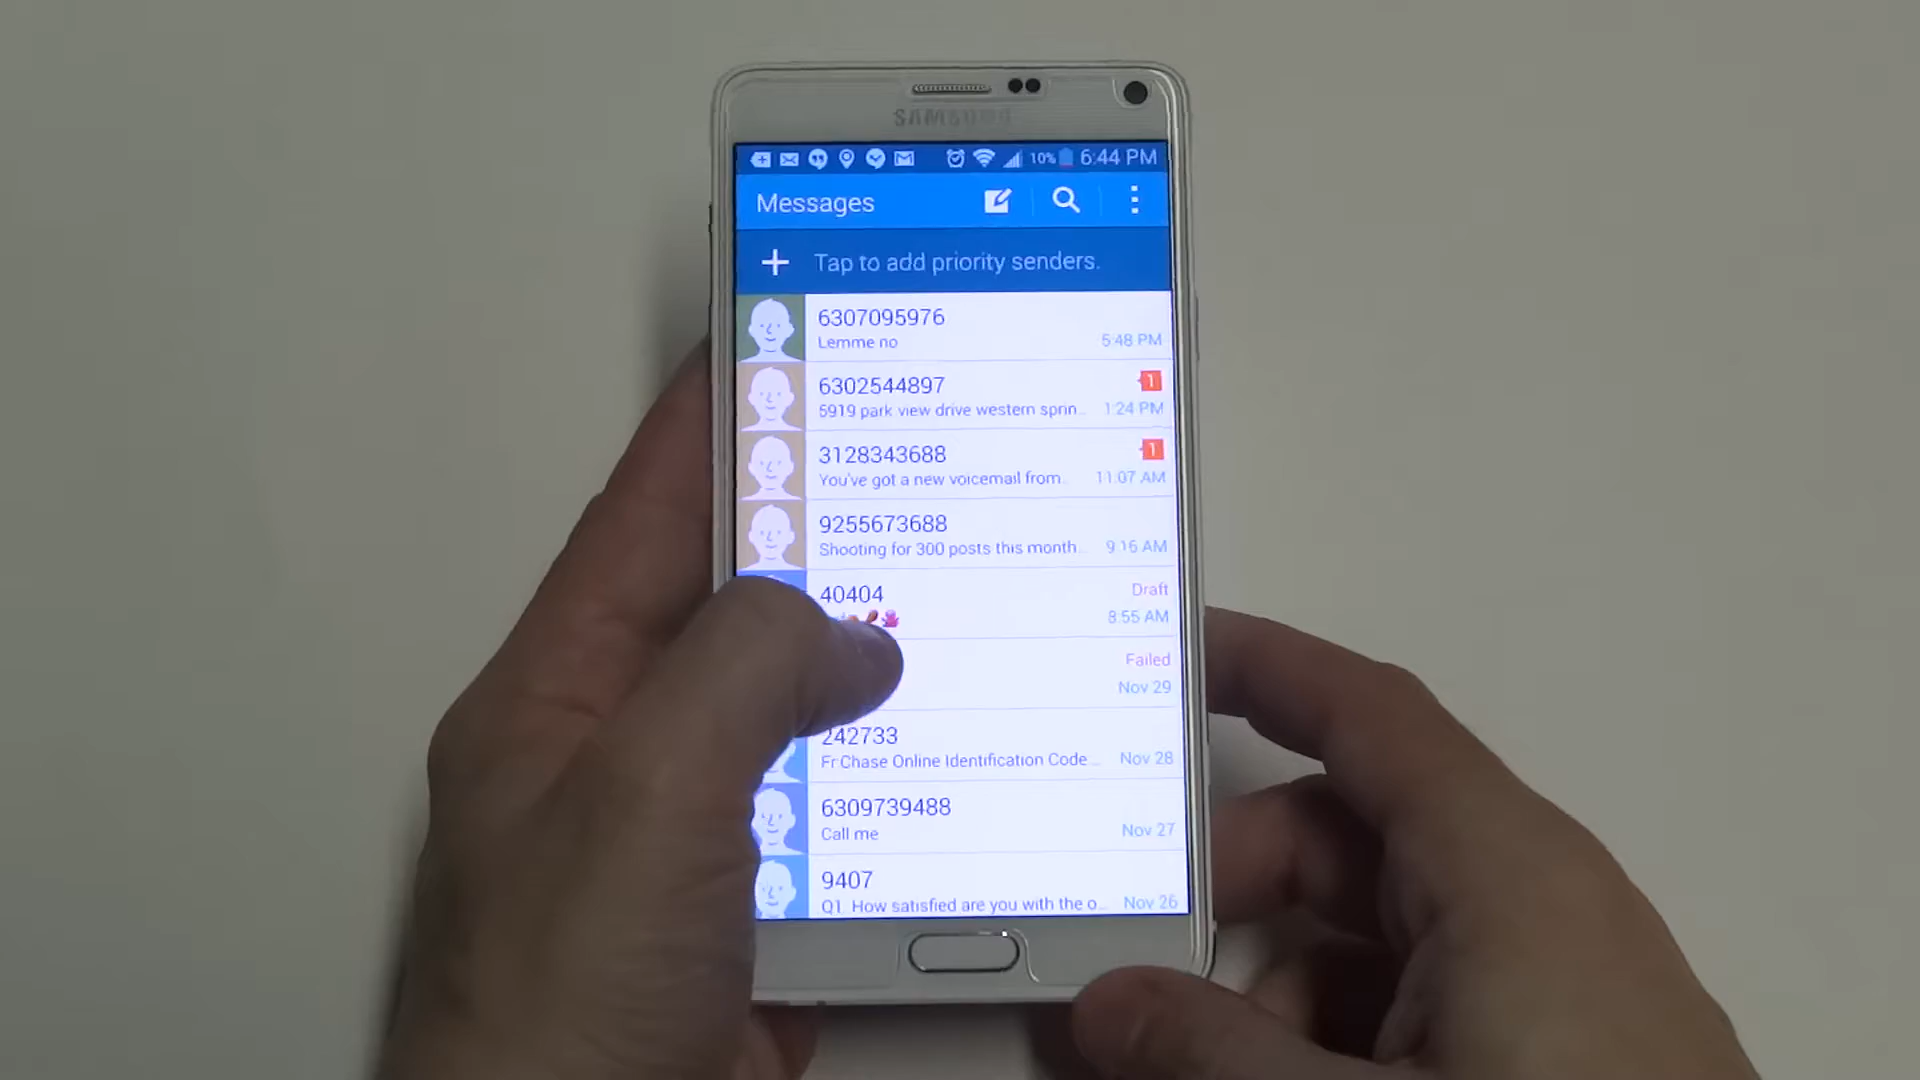 SAMSUNG
10% 6:44 PM
Messages
Tap to add priority senders.
6307095976
Lemme no
5:48 PM
6302544897
1
5919 park view drive western sprin...
1:24 PM
3128343688
1
You've got a new voicemail from...
11:07 AM
9255673688
Shooting for 300 posts this month...
9:16 AM
40404
Draft
8:55 AM
Failed
Nov 29
242733
Fr:Chase Online Identification Code...
Nov 28
6309739488
Call me
Nov 27
9407
Q1 How satisfied are you with the o...
Nov 26